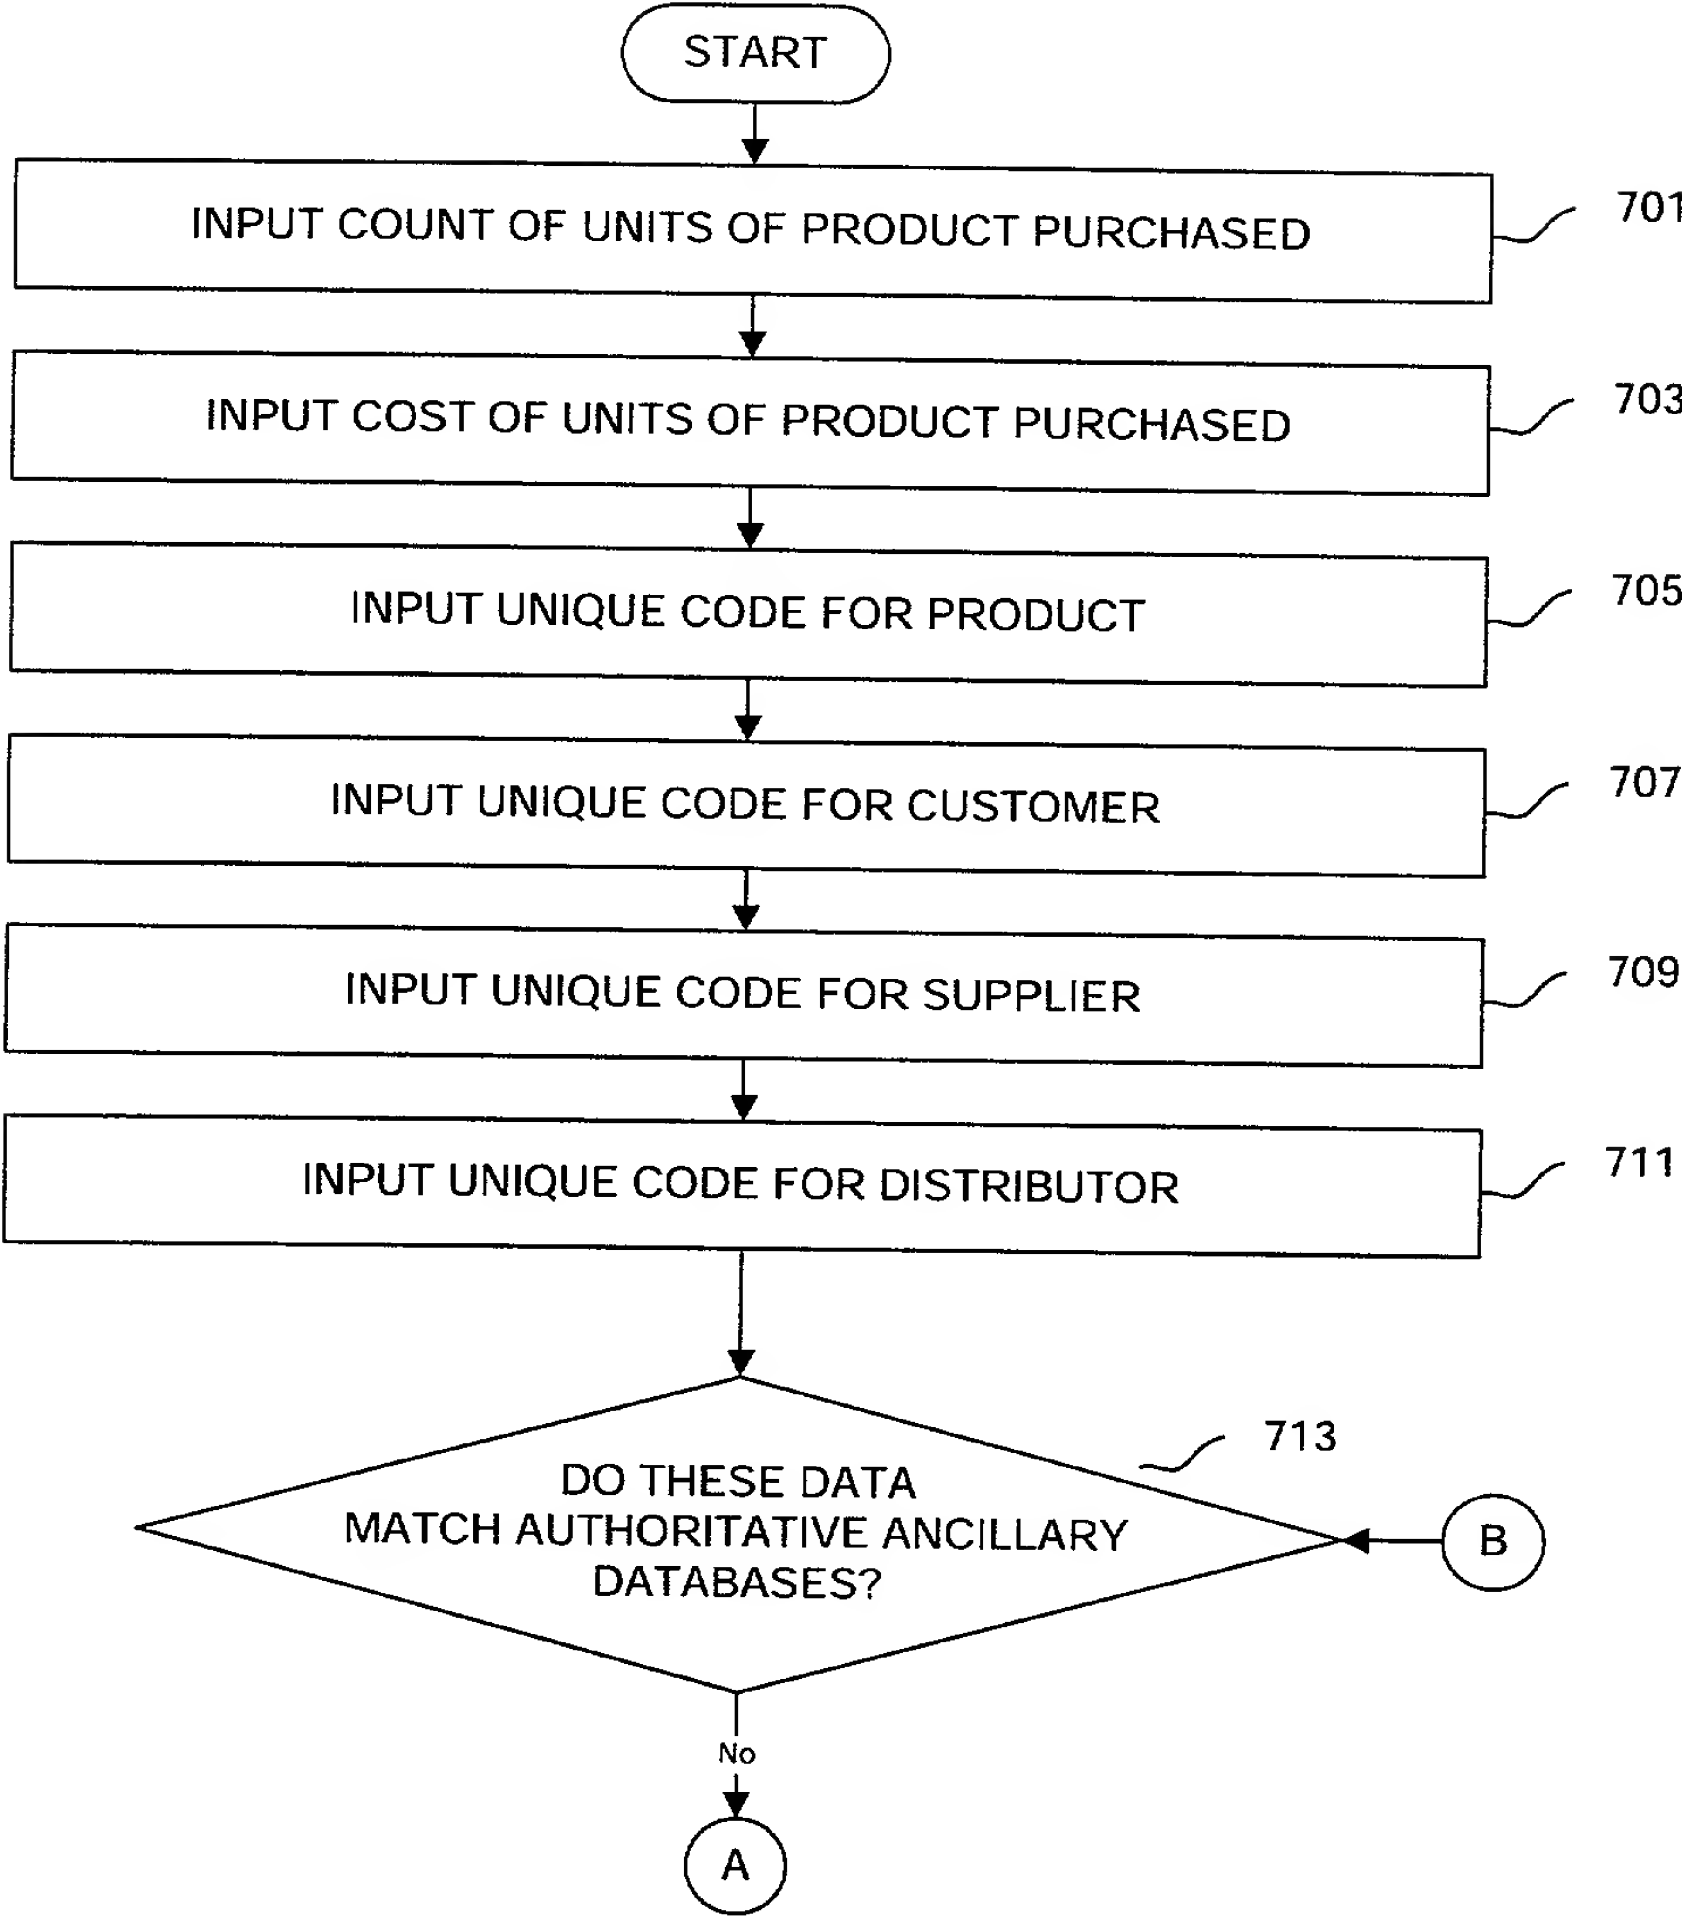 START
INPUT COUNT OF UNITS OF PRODUCT PURCHASED
701
INPUT COST OF UNITS OF PRODUCT PURCHASED
703
INPUT UNIQUE CODE FOR PRODUCT
705
INPUT UNIQUE CODE FOR CUSTOMER
707
INPUT UNIQUE CODE FOR SUPPLIER
709
INPUT UNIQUE CODE FOR DISTRIBUTOR
711
713
DO THESE DATA
MATCH AUTHORITATIVE ANCILLARY
DATABASES?
B
No
A